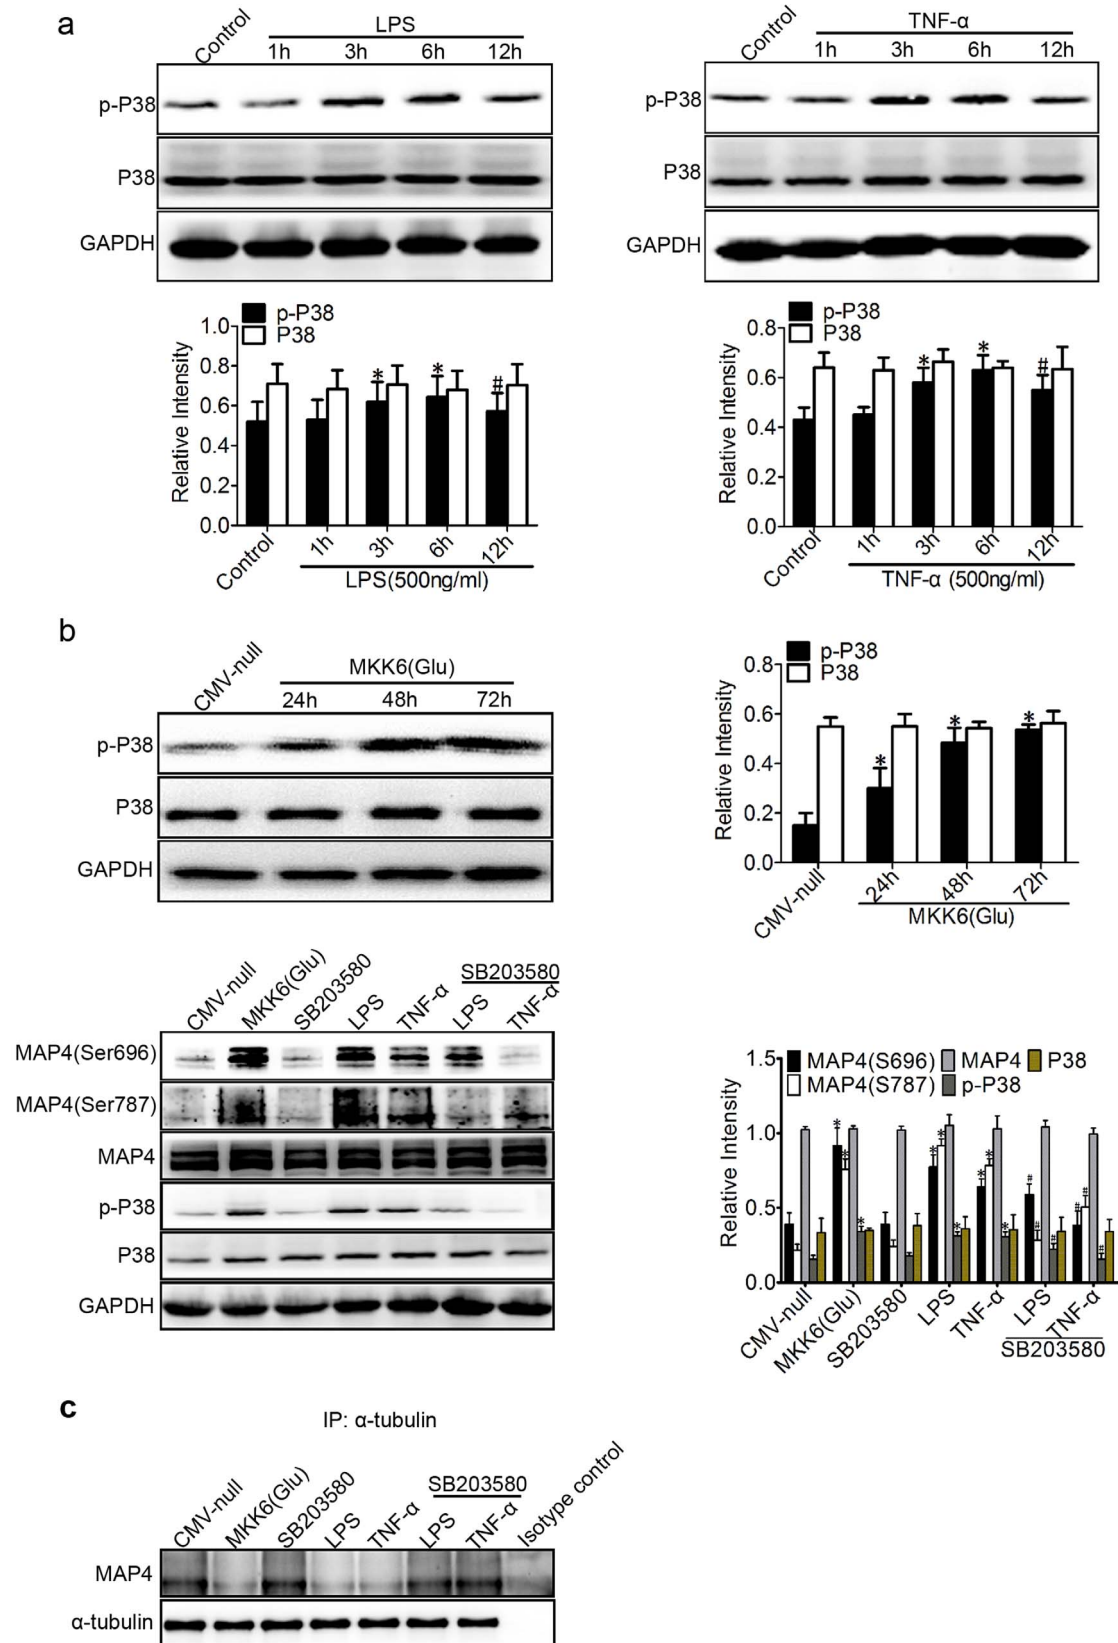 a
LPS
Control 1h 3h 6h 12h
p-P38
P38
GAPDH
TNF-α
Control 1h 3h 6h 12h
p-P38
P38
GAPDH
p-P38
P38
Relative Intensity
1.0
0.8
0.6
0.4
0.2
0.0
* * #
Control 1h 3h 6h 12h
LPS(500ng/ml)
p-P38
P38
Relative Intensity
0.8
0.6
0.4
0.2
0.0
* * #
Control 1h 3h 6h 12h
TNF-α (500ng/ml)
b
MKK6(Glu)
CMV-null 24h 48h 72h
p-P38
P38
GAPDH
p-P38
P38
Relative Intensity
0.8
0.6
0.4
0.2
0.0
* * *
CMV-null 24h 48h 72h
MKK6(Glu)
SB203580
CMV-null MKK6(Glu) SB203580 LPS TNF-α LPS TNF-α
MAP4(Ser696)
MAP4(Ser787)
MAP4
p-P38
P38
GAPDH
MAP4(S696) MAP4 P38
MAP4(S787) p-P38
Relative Intensity
1.5
1.0
0.5
0.0
* * * * * * * * * # # # # # #
CMV-null MKK6(Glu) SB203580 LPS TNF-α LPS TNF-α
SB203580
c
IP: α-tubulin
SB203580
CMV-null MKK6(Glu) SB203580 LPS TNF-α LPS TNF-α Isotype control
MAP4
α-tubulin